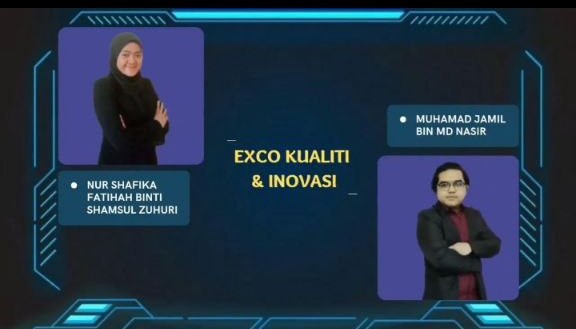 EXCO KUALITI
& INOVASI
NUR SHAFIKA
FATIHAH BINTI
SHAMSUL ZUHURI
MUHAMAD JAMIL
BIN MD NASIR